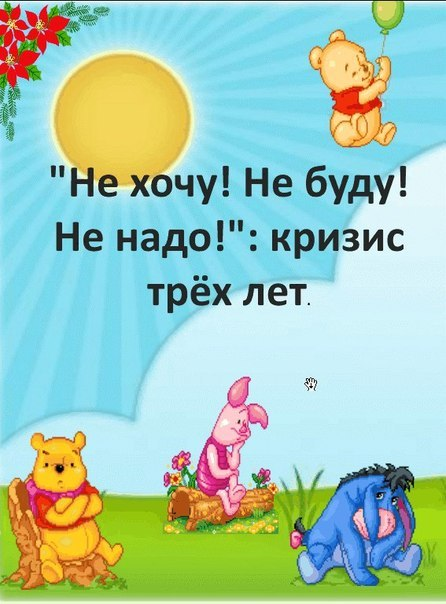 "Не хочу! Не буду!
Не надо!": кризис
трёх лет.